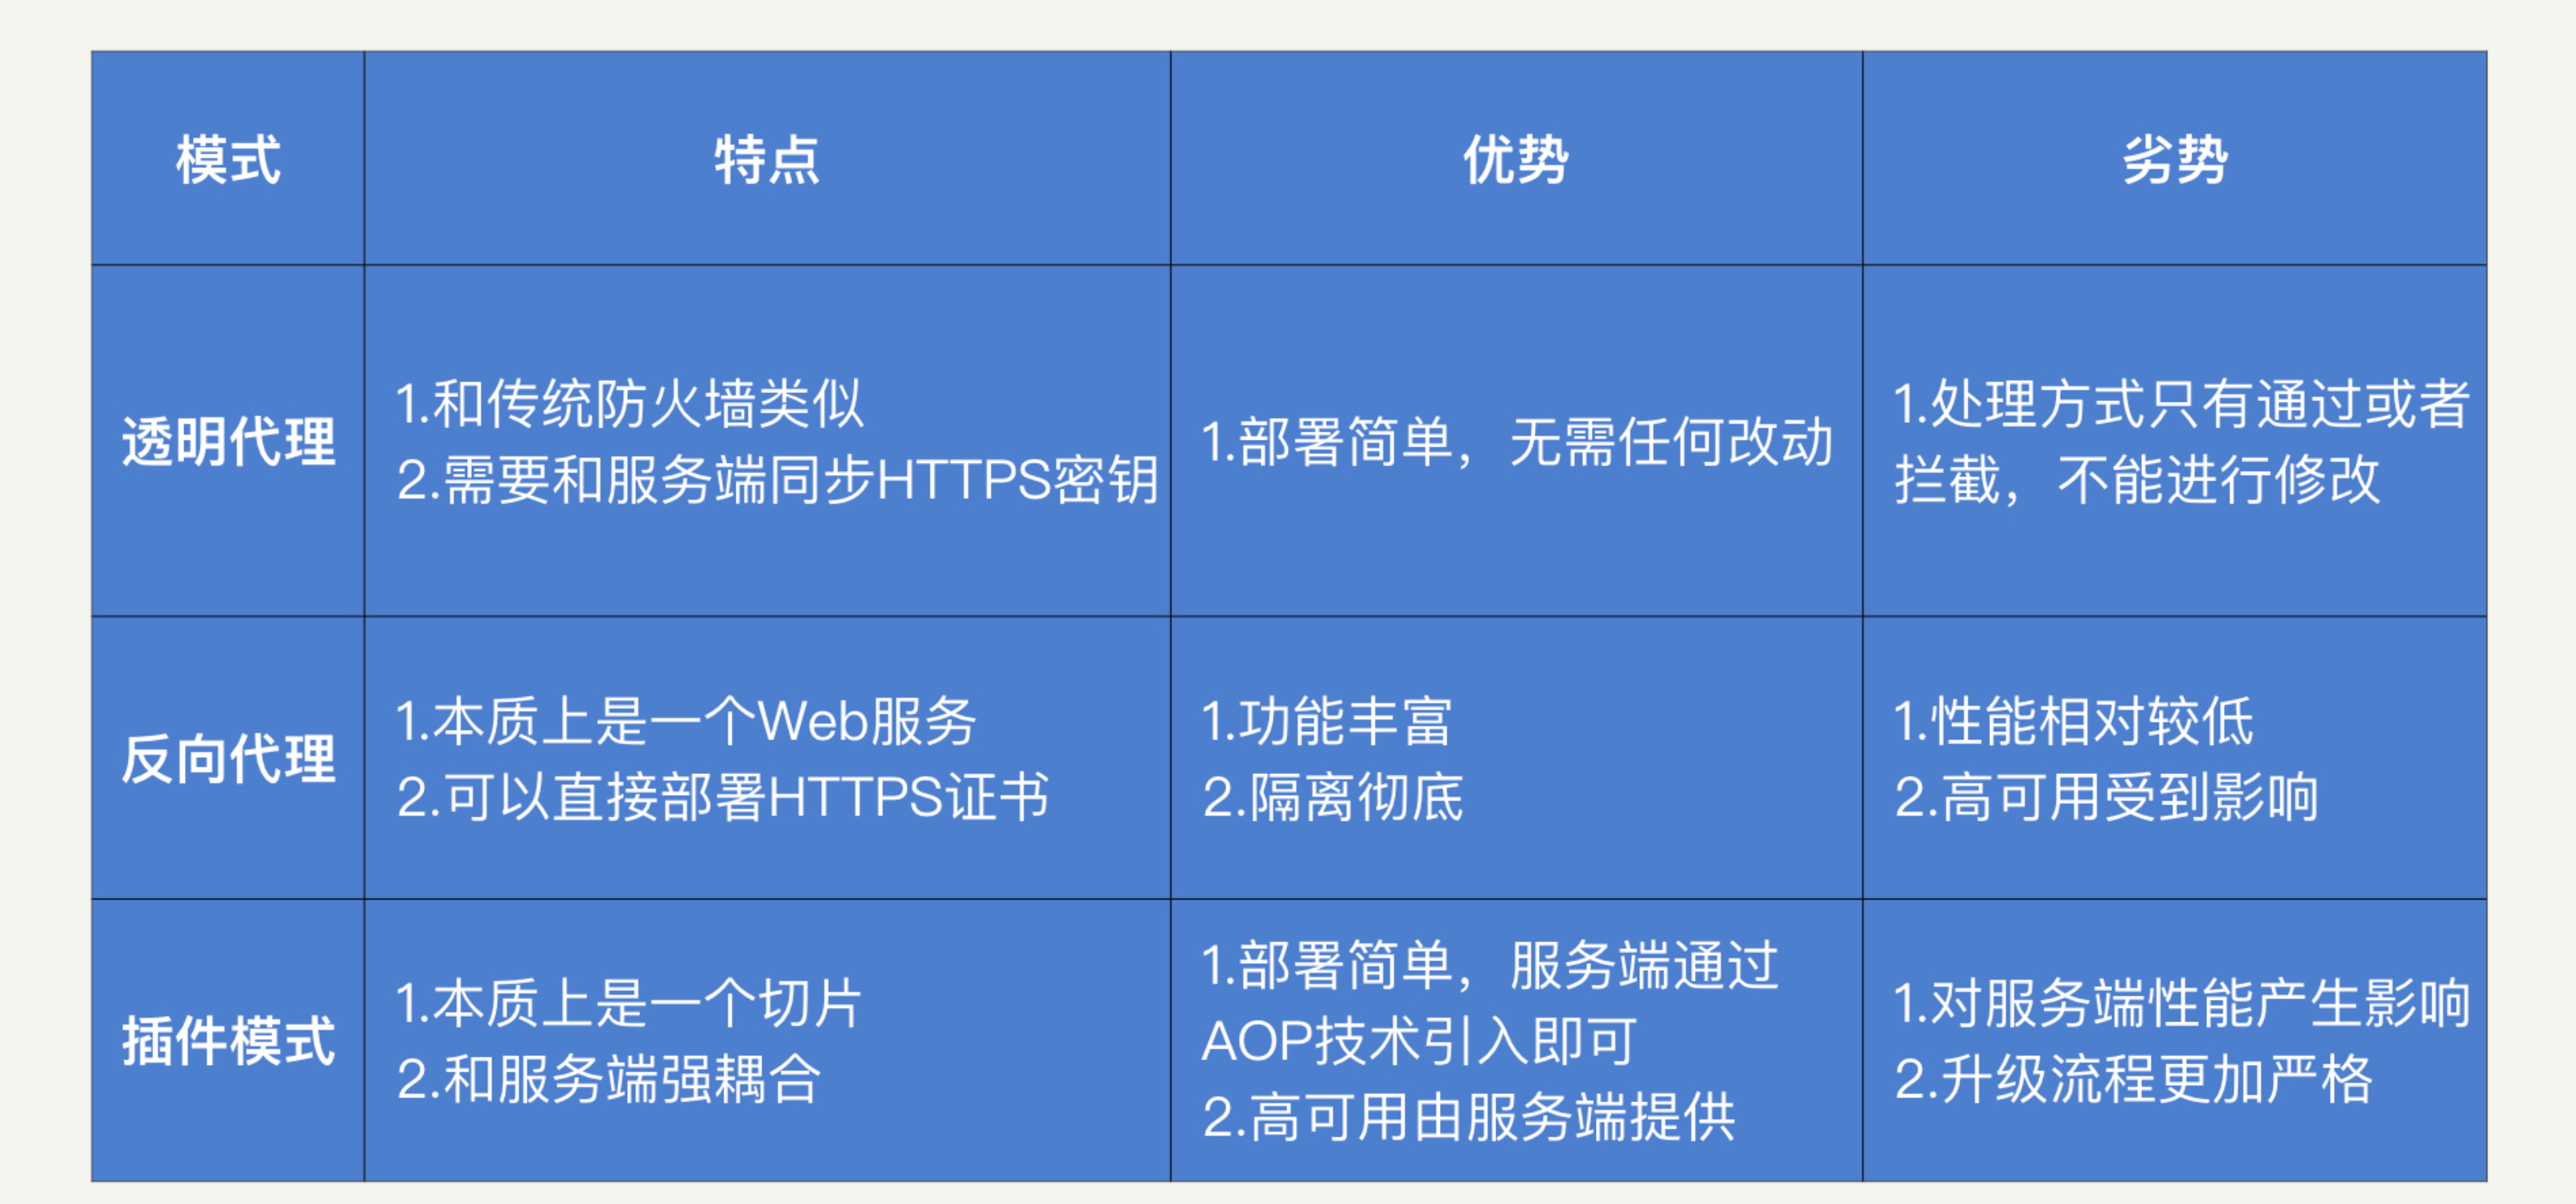 模式
特点
优势
劣势
透明代理
1.和传统防火墙类似
2.需要和服务端同步HTTPS密钥
1.部署简单，无需任何改动
1.处理方式只有通过或者
拦截，不能进行修改
反向代理
1.本质上是一个Web服务
2.可以直接部署HTTPS证书
1.功能丰富
2.隔离彻底
1.性能相对较低
2.高可用受到影响
插件模式
1.本质上是一个切片
2.和服务端强耦合
1.部署简单，服务端通过
AOP技术引入即可
2.高可用由服务端提供
1.对服务端性能产生影响
2.升级流程更加严格